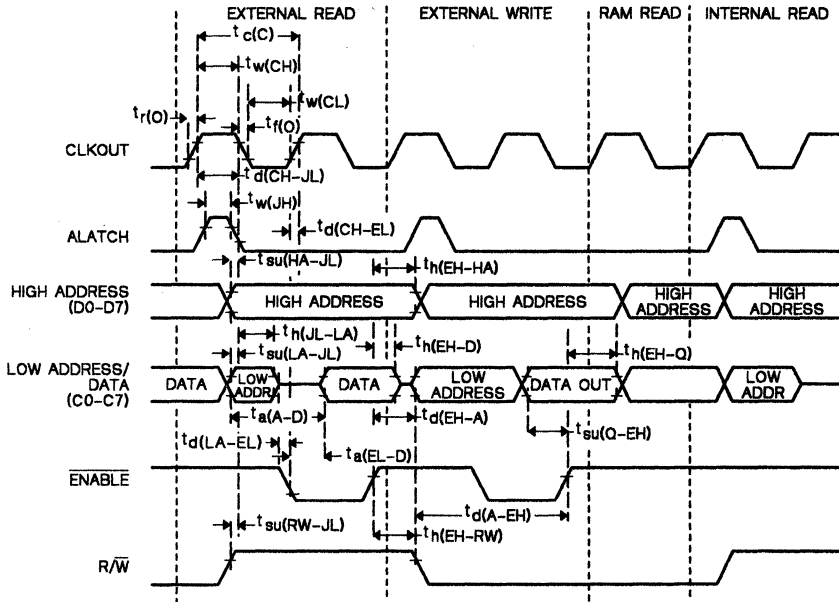 EXTERNAL READ EXTERNAL WRITE RAM READ INTERNAL READ
tc(C)
tw(CH)
tw(CL)
tr(O) tf(O)
CLKOUT
td(CH-JL)
tw(JH)
td(CH-EL)
ALATCH
tsu(HA-JL) th(EH-HA)
HIGH ADDRESS (D0-D7)
HIGH ADDRESS HIGH ADDRESS HIGH ADDRESS HIGH ADDRESS
th(JL-LA) th(EH-D)
tsu(LA-JL) th(EH-Q)
LOW ADDRESS/ DATA (C0-C7)
DATA LOW ADDR DATA LOW ADDRESS DATA OUT LOW ADDR
ta(A-D) td(EH-A)
tsu(Q-EH)
td(LA-EL) ta(EL-D)
ENABLE
td(A-EH)
tsu(RW-JL) th(EH-RW)
R/W